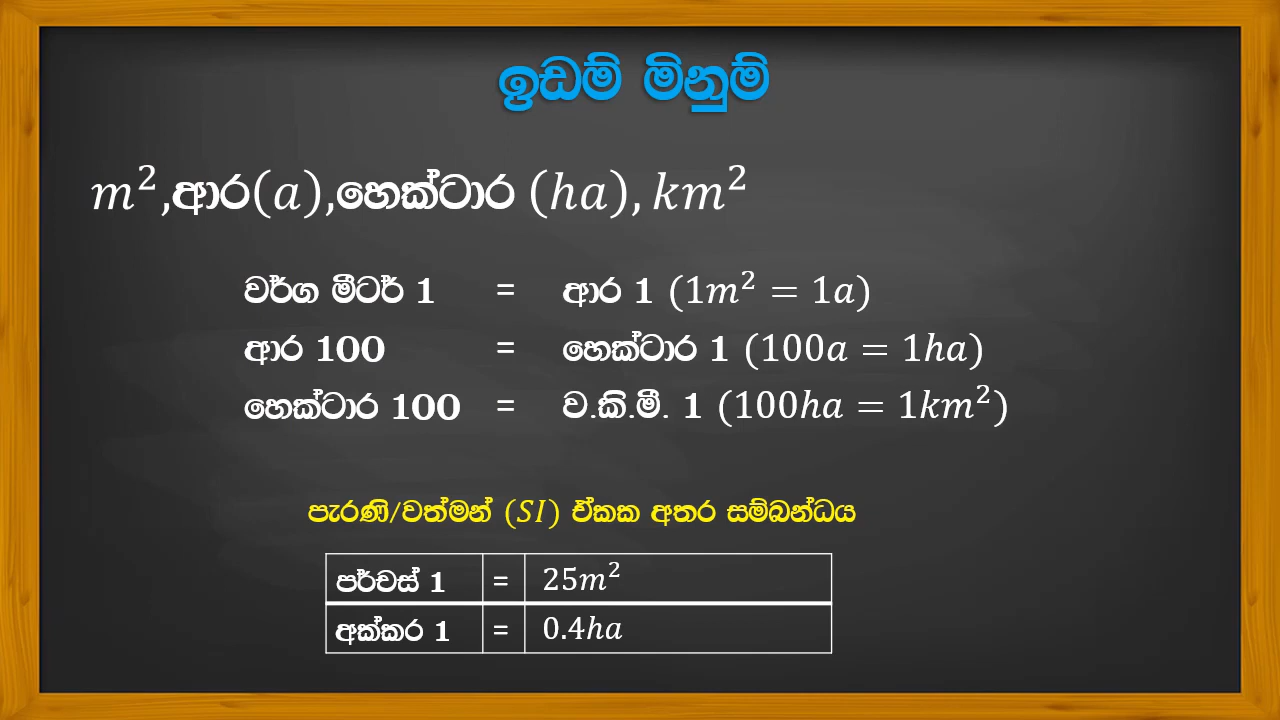 ඉඩම් මිනුම්
m²,ආර(a),හෙක්ටාර (ha), km²
වර්ග මීටර් 1 = ආර 1 (1m² = 1a)
ආර 100 = හෙක්ටාර 1 (100a = 1ha)
හෙක්ටාර 100 = ව.කි.මී. 1 (100ha = 1km²)
පැරණි/වත්මන් (SI) ඒකක අතර සම්බන්ධය
පර්චස් 1 = 25m²
අක්කර 1 = 0.4ha